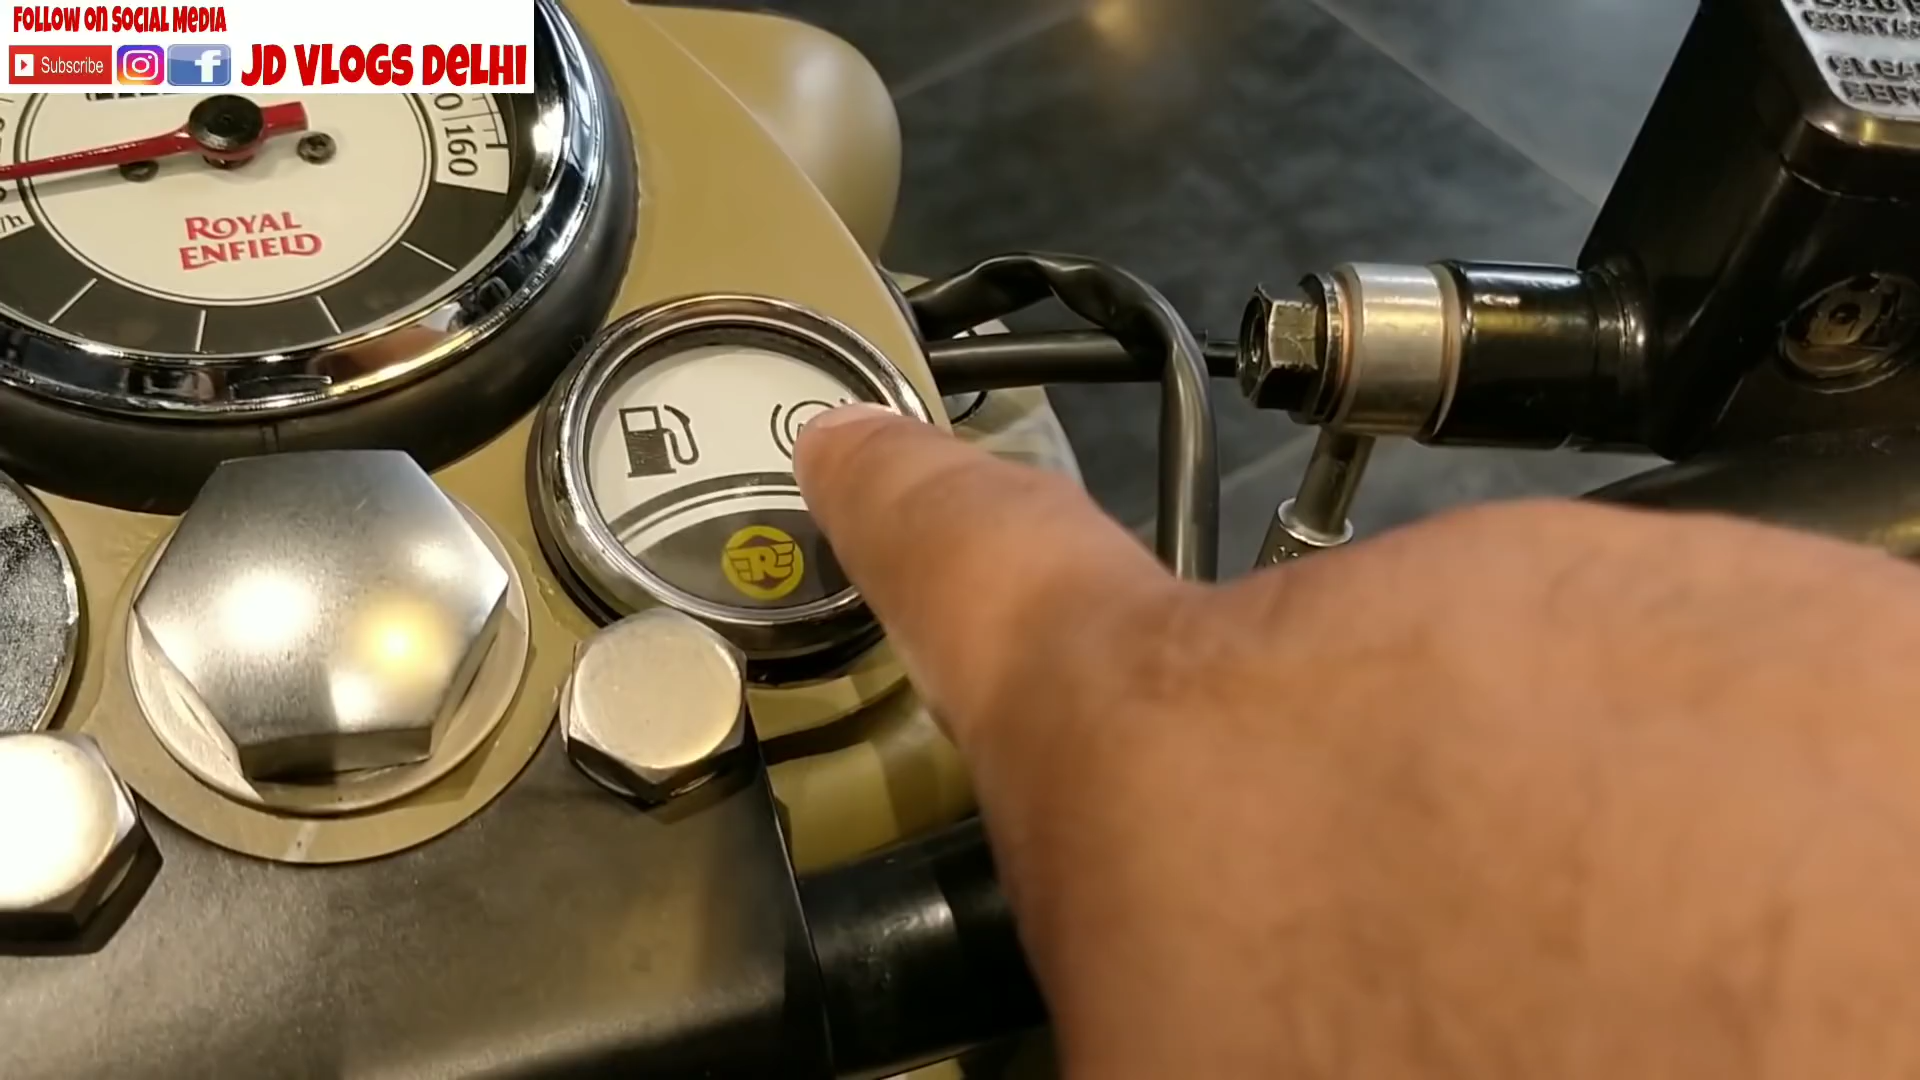 FOLLOW ON SOCIAL MEDIA
Subscribe
JD VLOGS DELHI
160
ROYAL
ENFIELD
R